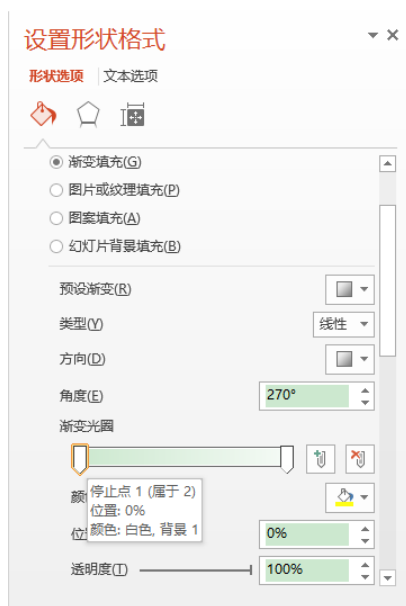 设置形状格式
形状选项 文本选项
渐变填充(G)
图片或纹理填充(P)
图案填充(A)
幻灯片背景填充(B)
预设渐变(R)
类型(Y) 线性
方向(D)
角度(E) 270°
渐变光圈
停止点 1 (属于 2)
位置: 0%
颜色: 白色, 背景 1
颜
位 0%
透明度(T) 100%